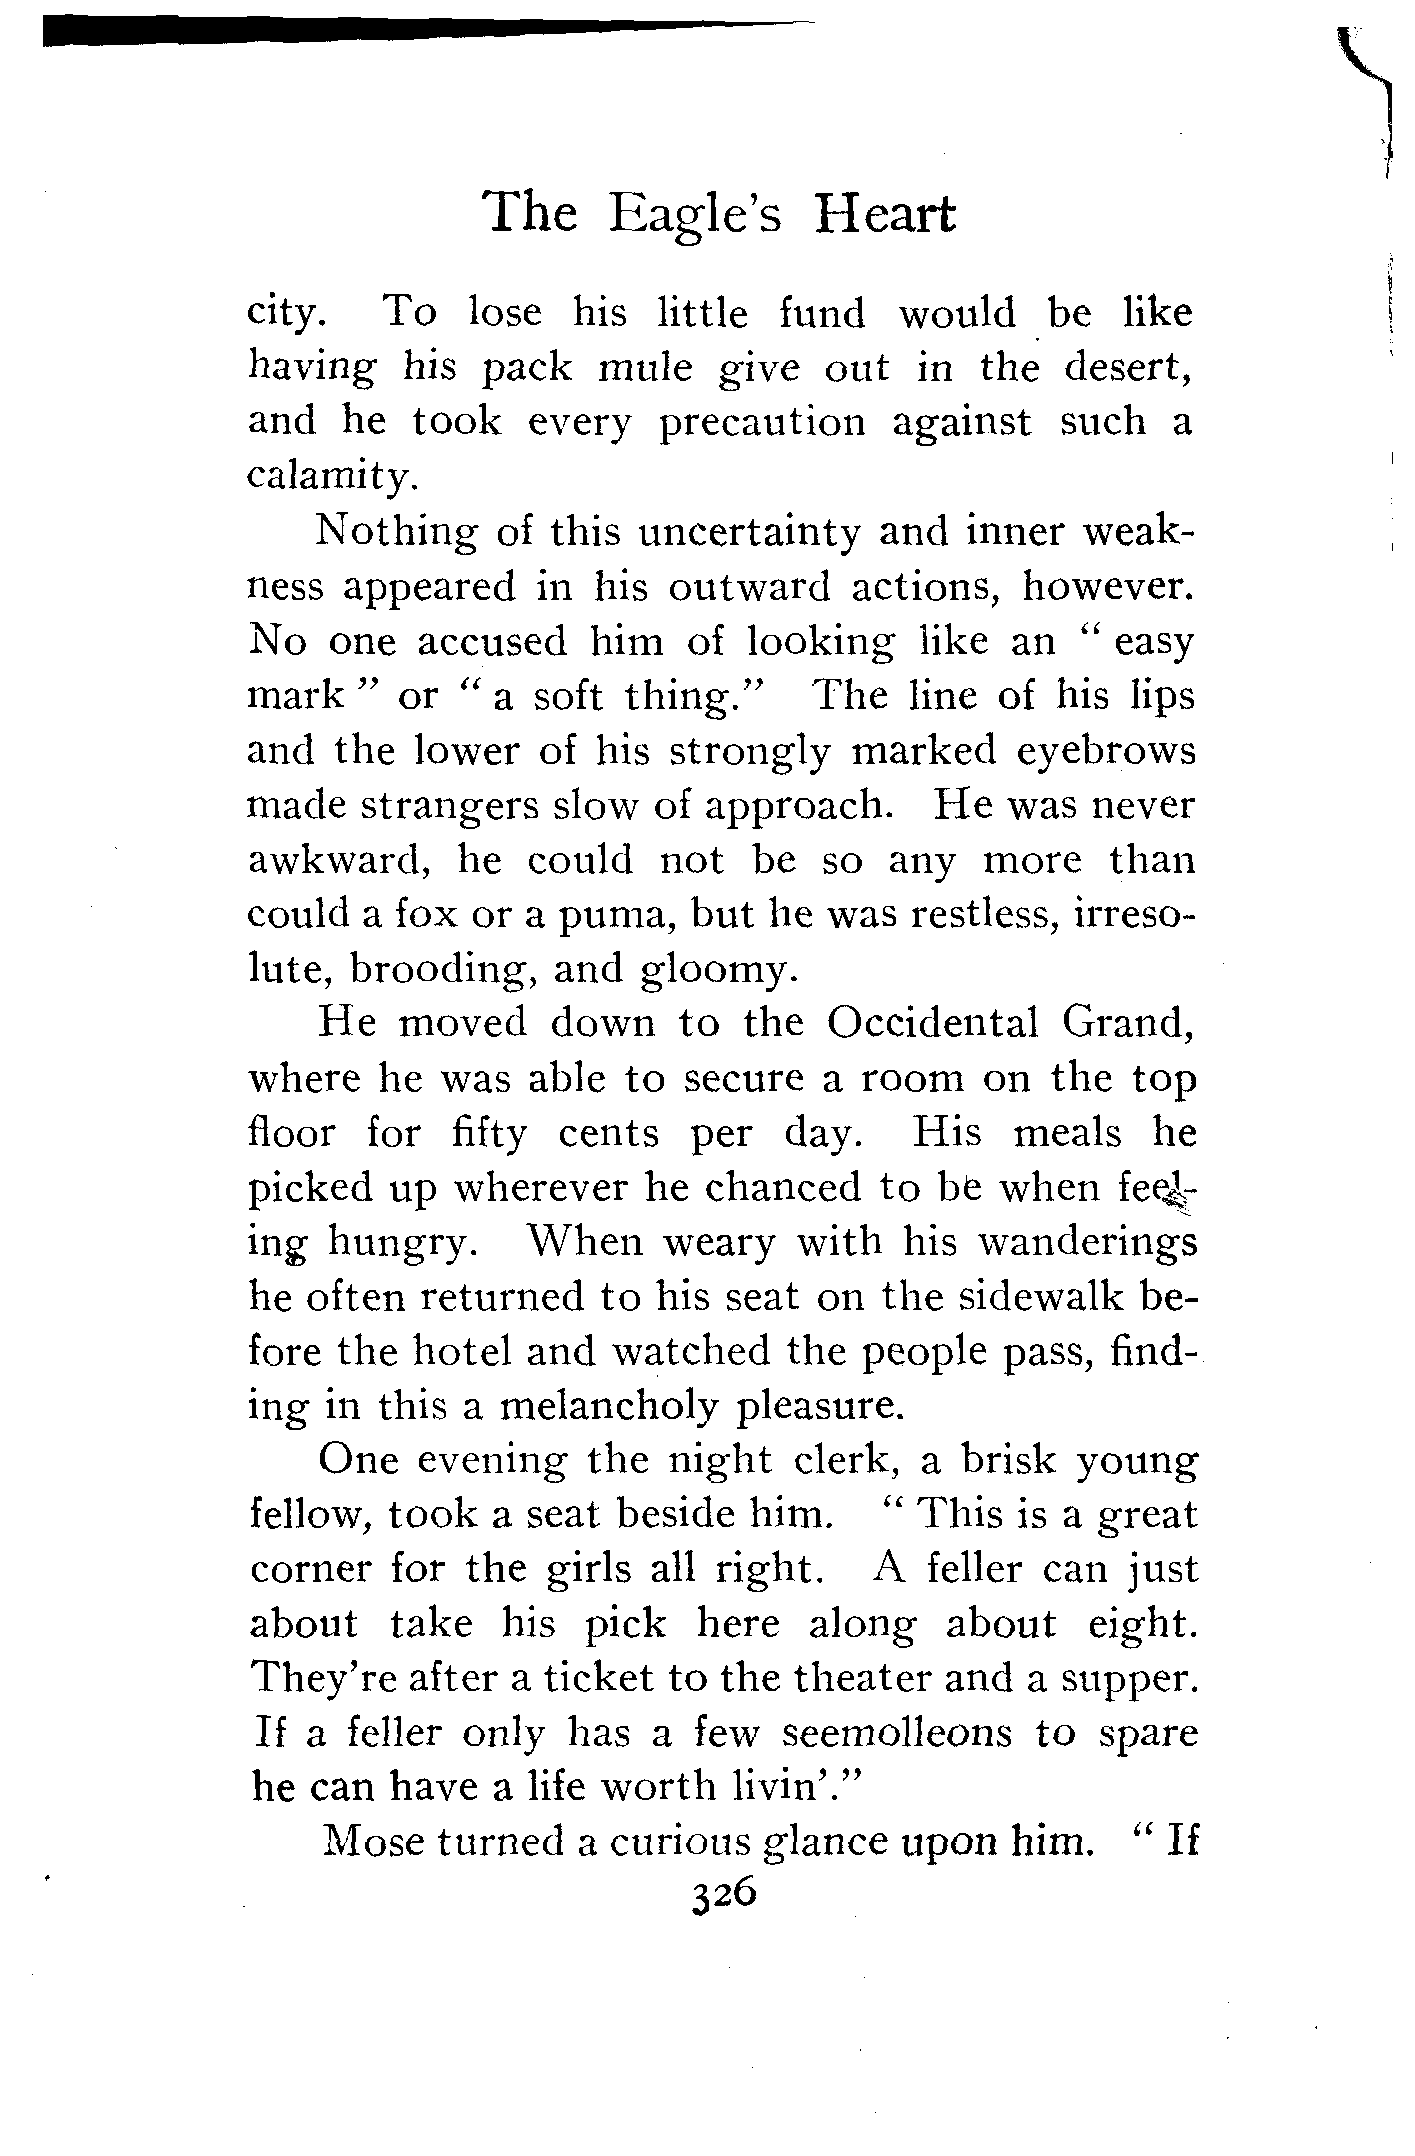 The Eagle's Heart
city. To lose his little fund would be like
having his pack mule give out in the desert,
and he took every precaution against such a
calamity.
Nothing of this uncertainty and inner weak-
ness appeared in his outward actions, however.
No one accused him of looking like an " easy
mark " or " a soft thing." The line of his lips
and the lower of his strongly marked eyebrows
made strangers slow of approach. He was never
awkward, he could not be so any more than
could a fox or a puma, but he was restless, irreso-
lute, brooding, and gloomy.
He moved down to the Occidental Grand,
where he was able to secure a room on the top
floor for fifty cents per day. His meals he
picked up wherever he chanced to be when feel-
ing hungry. When weary with his wanderings
he often returned to his seat on the sidewalk be-
fore the hotel and watched the people pass, find-
ing in this a melancholy pleasure.
One evening the night clerk, a brisk young
fellow, took a seat beside him. " This is a great
corner for the girls all right. A feller can just
about take his pick here along about eight.
They're after a ticket to the theater and a supper.
If a feller only has a few seemolleons to spare
he can have a life worth livin'."
Mose turned a curious glance upon him. " If
326